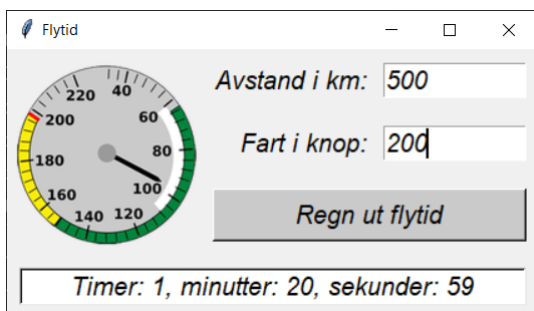 Flytid
Avstand i km: 500
Fart i knop: 200
220 40
200 60
180 80
160 100
140 120
Regn ut flytid
Timer: 1, minutter: 20, sekunder: 59